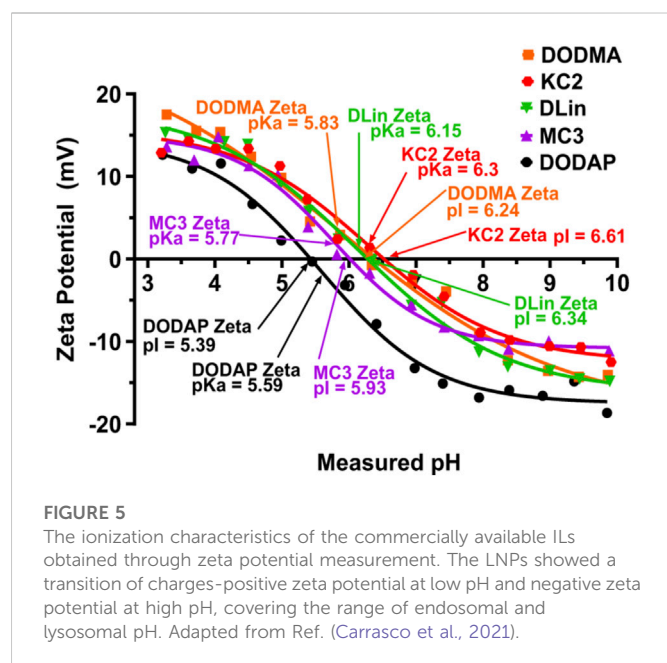 DODMA
KC2
DLin
MC3
DODAP
20
10
0
-10
-20
Zeta Potential (mV)
DODMA Zeta
pKa = 5.83
DLin Zeta
pKa = 6.15
KC2 Zeta
pKa = 6.3
DODMA Zeta
pI = 6.24
MC3 Zeta
pKa = 5.77
KC2 Zeta pI = 6.61
3 4 5 6 7 8 9 10
DLin Zeta
pI = 6.34
DODAP Zeta
pI = 5.39
DODAP Zeta
pKa = 5.59
MC3 Zeta
pI = 5.93
Measured pH
FIGURE 5
The ionization characteristics of the commercially available ILs
obtained through zeta potential measurement. The LNPs showed a
transition of charges-positive zeta potential at low pH and negative zeta
potential at high pH, covering the range of endosomal and
lysosomal pH. Adapted from Ref. (Carrasco et al., 2021).